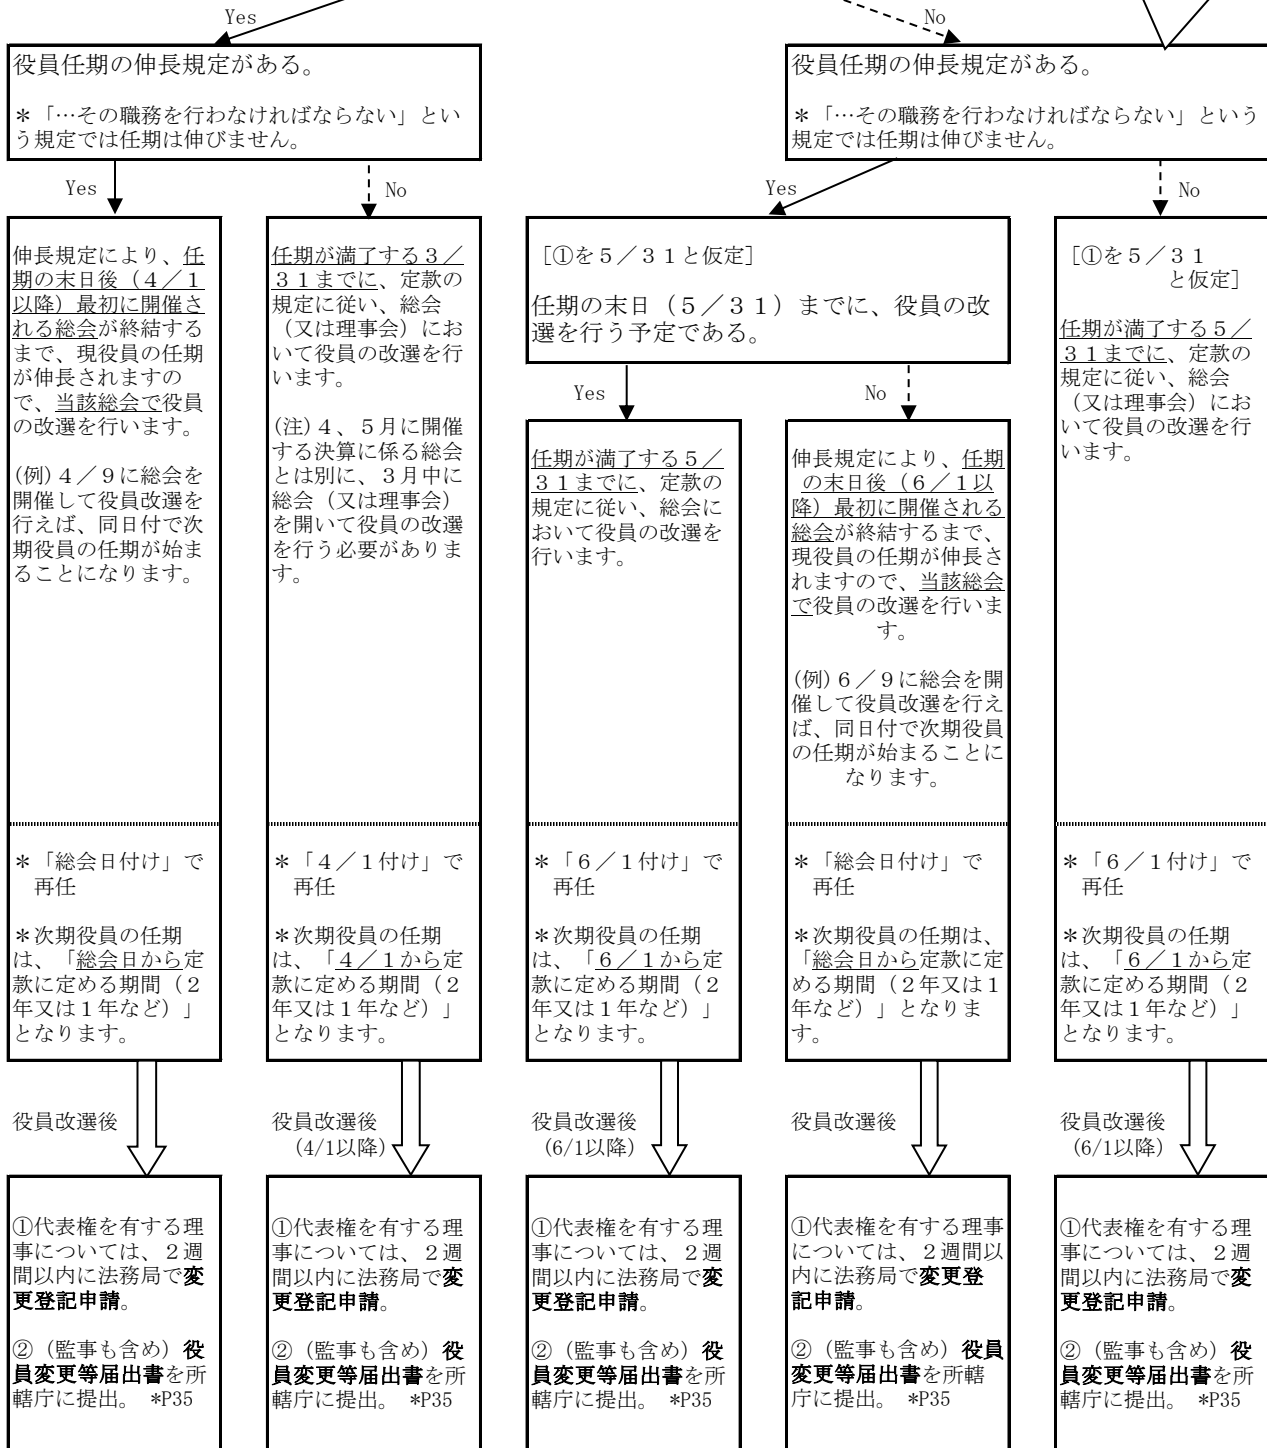 Yes
No
役員任期の伸長規定がある。
＊「…その職務を行わなければならない」とい
う規定では任期は伸びません。
役員任期の伸長規定がある。
＊「…その職務を行わなければならない」という
規定では任期は伸びません。
Yes
No
Yes
No
伸長規定により、任
期の末日後（４／１
以降）最初に開催さ
れる総会が終結する
まで、現役員の任期
が伸長されますの
で、当該総会で役員
の改選を行います。
(例)４／９に総会を
開催して役員改選を
行えば、同日付で次
期役員の任期が始ま
ることになります。
任期が満了する３／
３１までに、定款の
規定に従い、総会
（又は理事会）にお
いて役員の改選を行
います。
(注)４、５月に開催
する決算に係る総会
とは別に、３月中に
総会（又は理事会）
を開いて役員の改選
を行う必要がありま
す。
［①を５／３１と仮定］
任期の末日（５／３１）までに、役員の改
選を行う予定である。
Yes
No
任期が満了する５／
３１までに、定款の
規定に従い、総会に
おいて役員の改選を
行います。
伸長規定により、任期
の末日後（６／１以
降）最初に開催される
総会が終結するまで、
現役員の任期が伸長さ
れますので、当該総会
で役員の改選を行いま
す。
(例)６／９に総会を開
催して役員改選を行え
ば、同日付で次期役員
の任期が始まることに
なります。
［①を５／３１
と仮定］
任期が満了する５／
３１までに、定款の
規定に従い、総会
（又は理事会）にお
いて役員の改選を行
います。
＊「総会日付け」で
再任
＊次期役員の任期
は、「総会日から定
款に定める期間（２
年又は１年など）」
となります。
＊「４／１付け」で
再任
＊次期役員の任期
は、「４／１から定
款に定める期間（２
年又は１年など）」
となります。
＊「６／１付け」で
再任
＊次期役員の任期
は、「６／１から定
款に定める期間（２
年又は１年など）」
となります。
＊「総会日付け」で
再任
＊次期役員の任期は、
「総会日から定款に定
める期間（２年又は１
年など）」となりま
す。
＊「６／１付け」で
再任
＊次期役員の任期
は、「６／１から定
款に定める期間（２
年又は１年など）」
となります。
役員改選後
役員改選後
(4/1以降)
役員改選後
(6/1以降)
役員改選後
役員改選後
(6/1以降)
①代表権を有する理
事については、２週
間以内に法務局で変
更登記申請。
②（監事も含め）役
員変更等届出書を所
轄庁に提出。 *P35
①代表権を有する理
事については、２週
間以内に法務局で変
更登記申請。
②（監事も含め）役
員変更等届出書を所
轄庁に提出。 *P35
①代表権を有する理
事については、２週
間以内に法務局で変
更登記申請。
②（監事も含め）役
員変更等届出書を所
轄庁に提出。 *P35
①代表権を有する理事
については、２週間以
内に法務局で変更登
記申請。
②（監事も含め）役員
変更等届出書を所轄
庁に提出。 *P35
①代表権を有する理
事については、２週
間以内に法務局で変
更登記申請。
②（監事も含め）役
員変更等届出書を所
轄庁に提出。 *P35